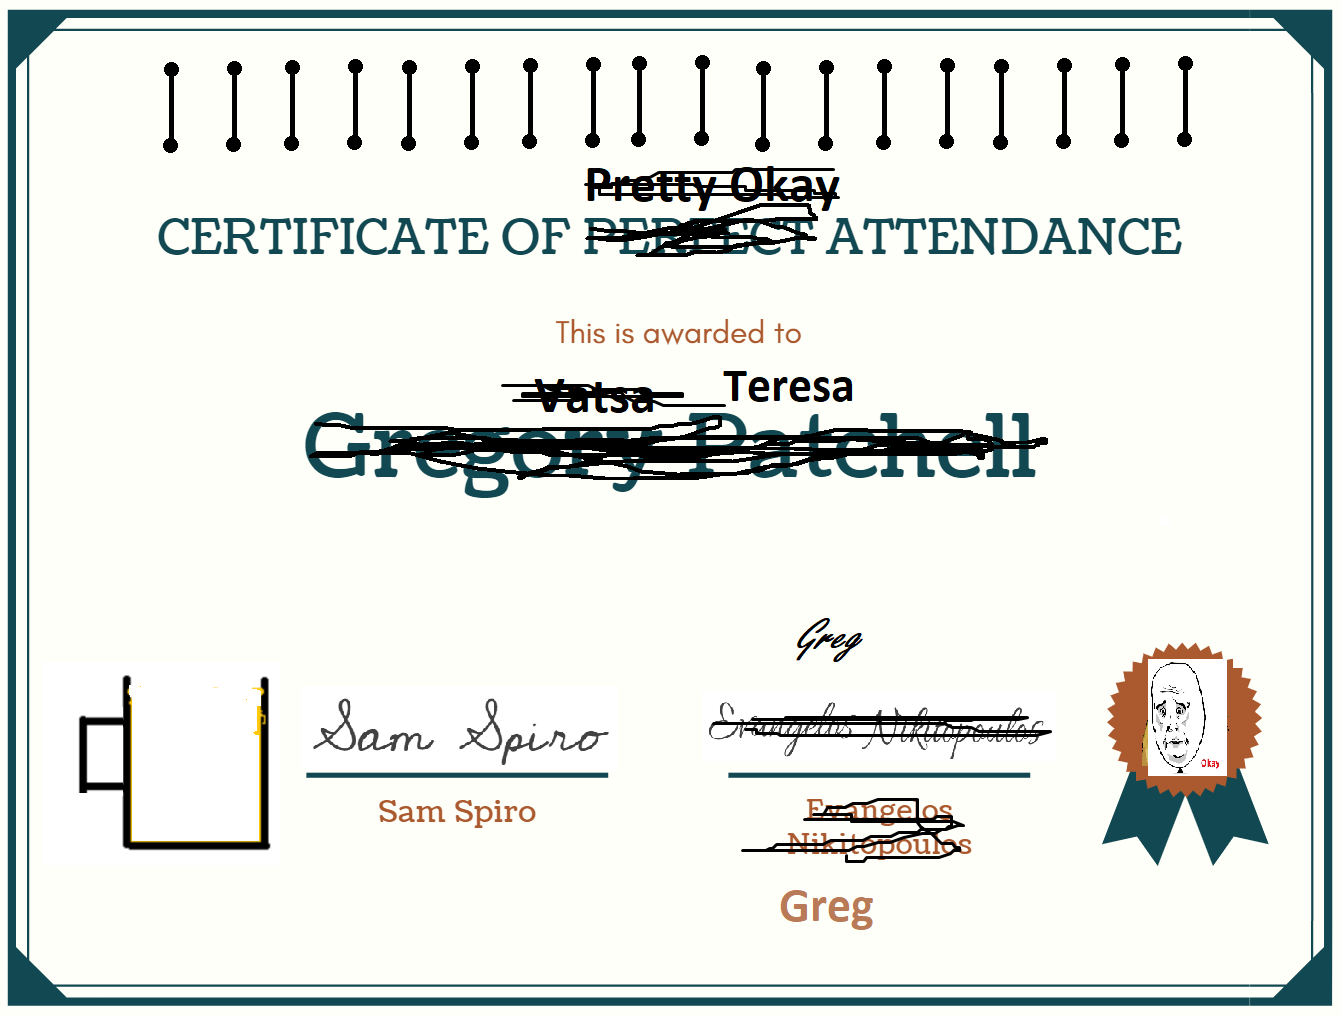 Pretty Okay
CERTIFICATE OF PERFECT ATTENDANCE
This is awarded to
Vatsa Teresa
Gregory Patchell
Greg
Sam Spiro
Evangelos Nikitopoulos
Sam Spiro
Evangelos
Nikitopoulos
Greg
Okay